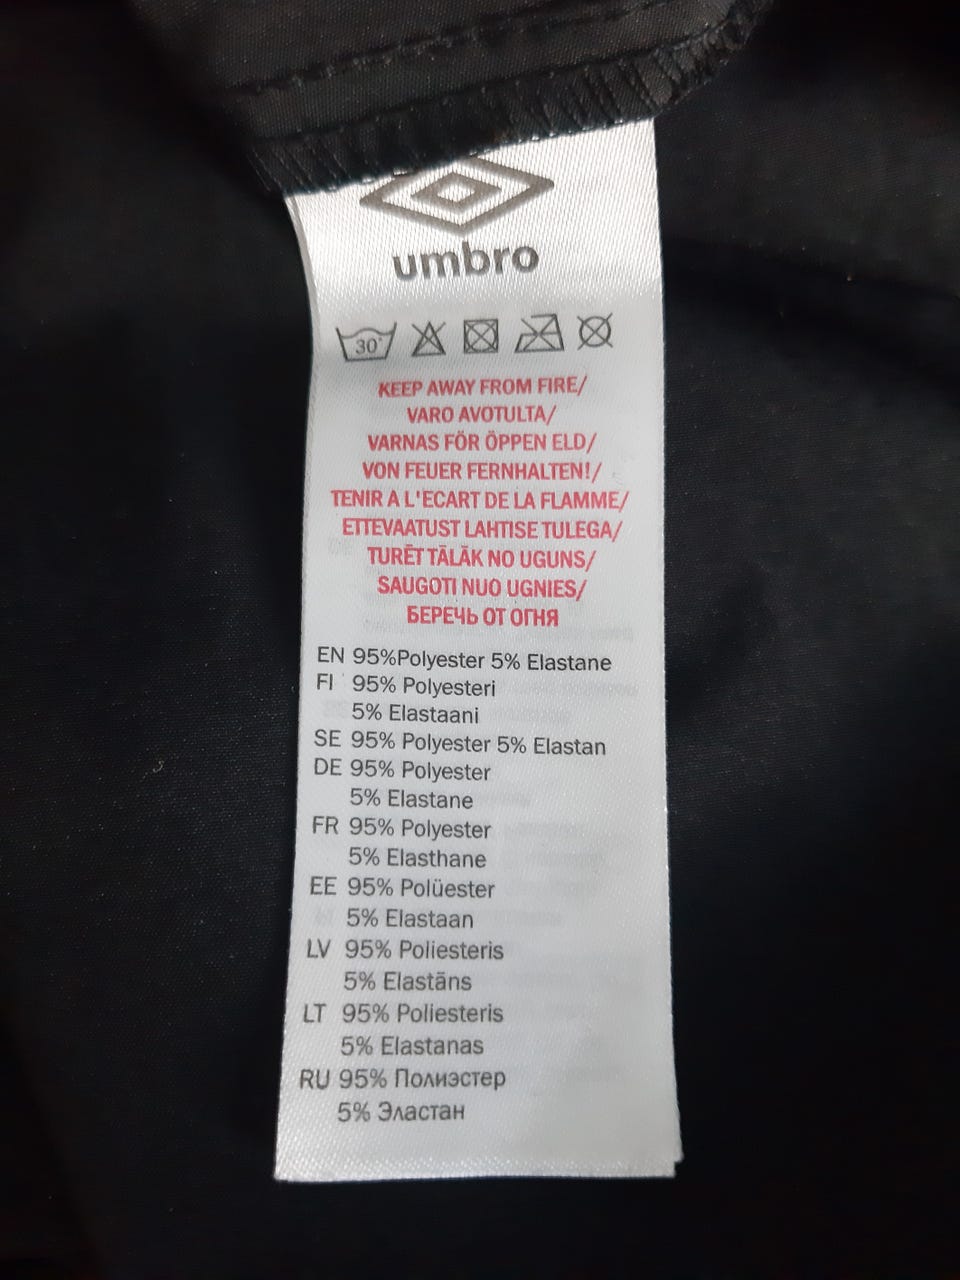 umbro
30°
KEEP AWAY FROM FIRE/
VARO AVOTULTA/
VARNAS FÖR ÖPPEN ELD/
VON FEUER FERNHALTEN!/
TENIR A L'ECART DE LA FLAMME/
ETTEVAATUST LAHTISE TULEGA/
TURĒT TĀLĀK NO UGUNS/
SAUGOTI NUO UGNIES/
БЕРЕЧЬ ОТ ОГНЯ
EN 95%Polyester 5% Elastane
FI 95% Polyesteri
5% Elastaani
SE 95% Polyester 5% Elastan
DE 95% Polyester
5% Elastane
FR 95% Polyester
5% Elasthane
EE 95% Polüester
5% Elastaan
LV 95% Poliesteris
5% Elastāns
LT 95% Poliesteris
5% Elastanas
RU 95% Полиэстер
5% Эластан